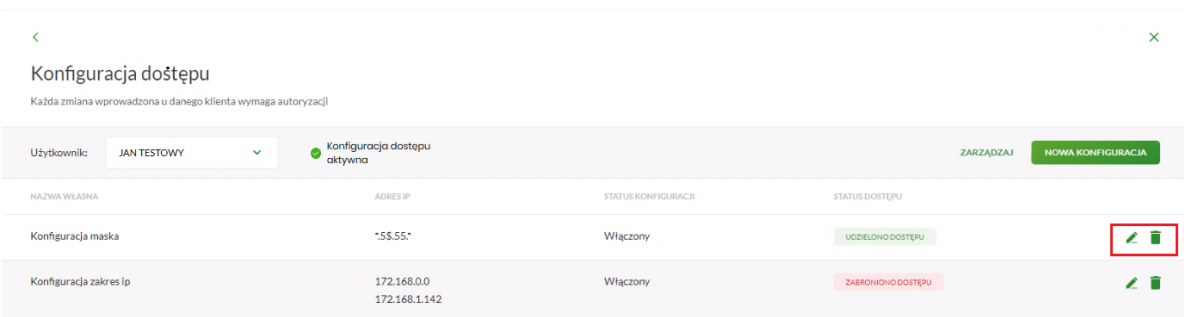 Konfiguracja dostępu
Każda zmiana wprowadzona u danego klienta wymaga autoryzacji
Użytkownik: JAN TESTOWY Konfiguracja dostępu aktywna ZARZĄDZAJ NOWA KONFIGURACJA
NAZWA WŁASNA ADRES IP STATUS KONFIGURACJI STATUS DOSTĘPU
Konfiguracja maska *.5$.55.* Włączony UDZIELONO DOSTĘPU
Konfiguracja zakres ip 172.168.0.0 Włączony ZABRONIONO DOSTĘPU
172.168.1.142